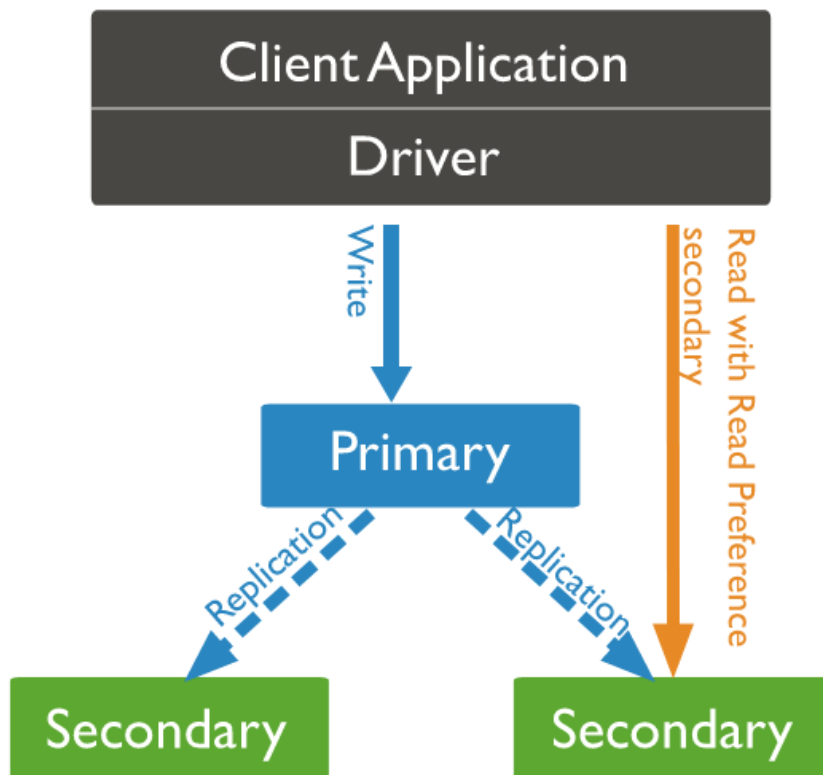 Client Application
Driver
Write
Read with Read Preference
secondary
Primary
Replication
Replication
Secondary
Secondary